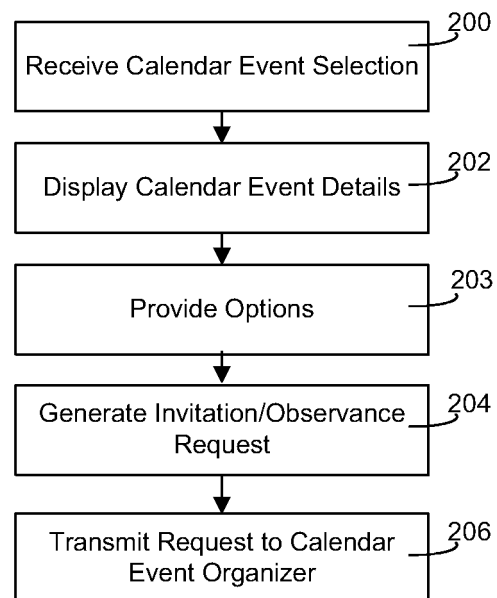 200
Receive Calendar Event Selection
202
Display Calendar Event Details
203
Provide Options
204
Generate Invitation/Observance
Request
206
Transmit Request to Calendar
Event Organizer